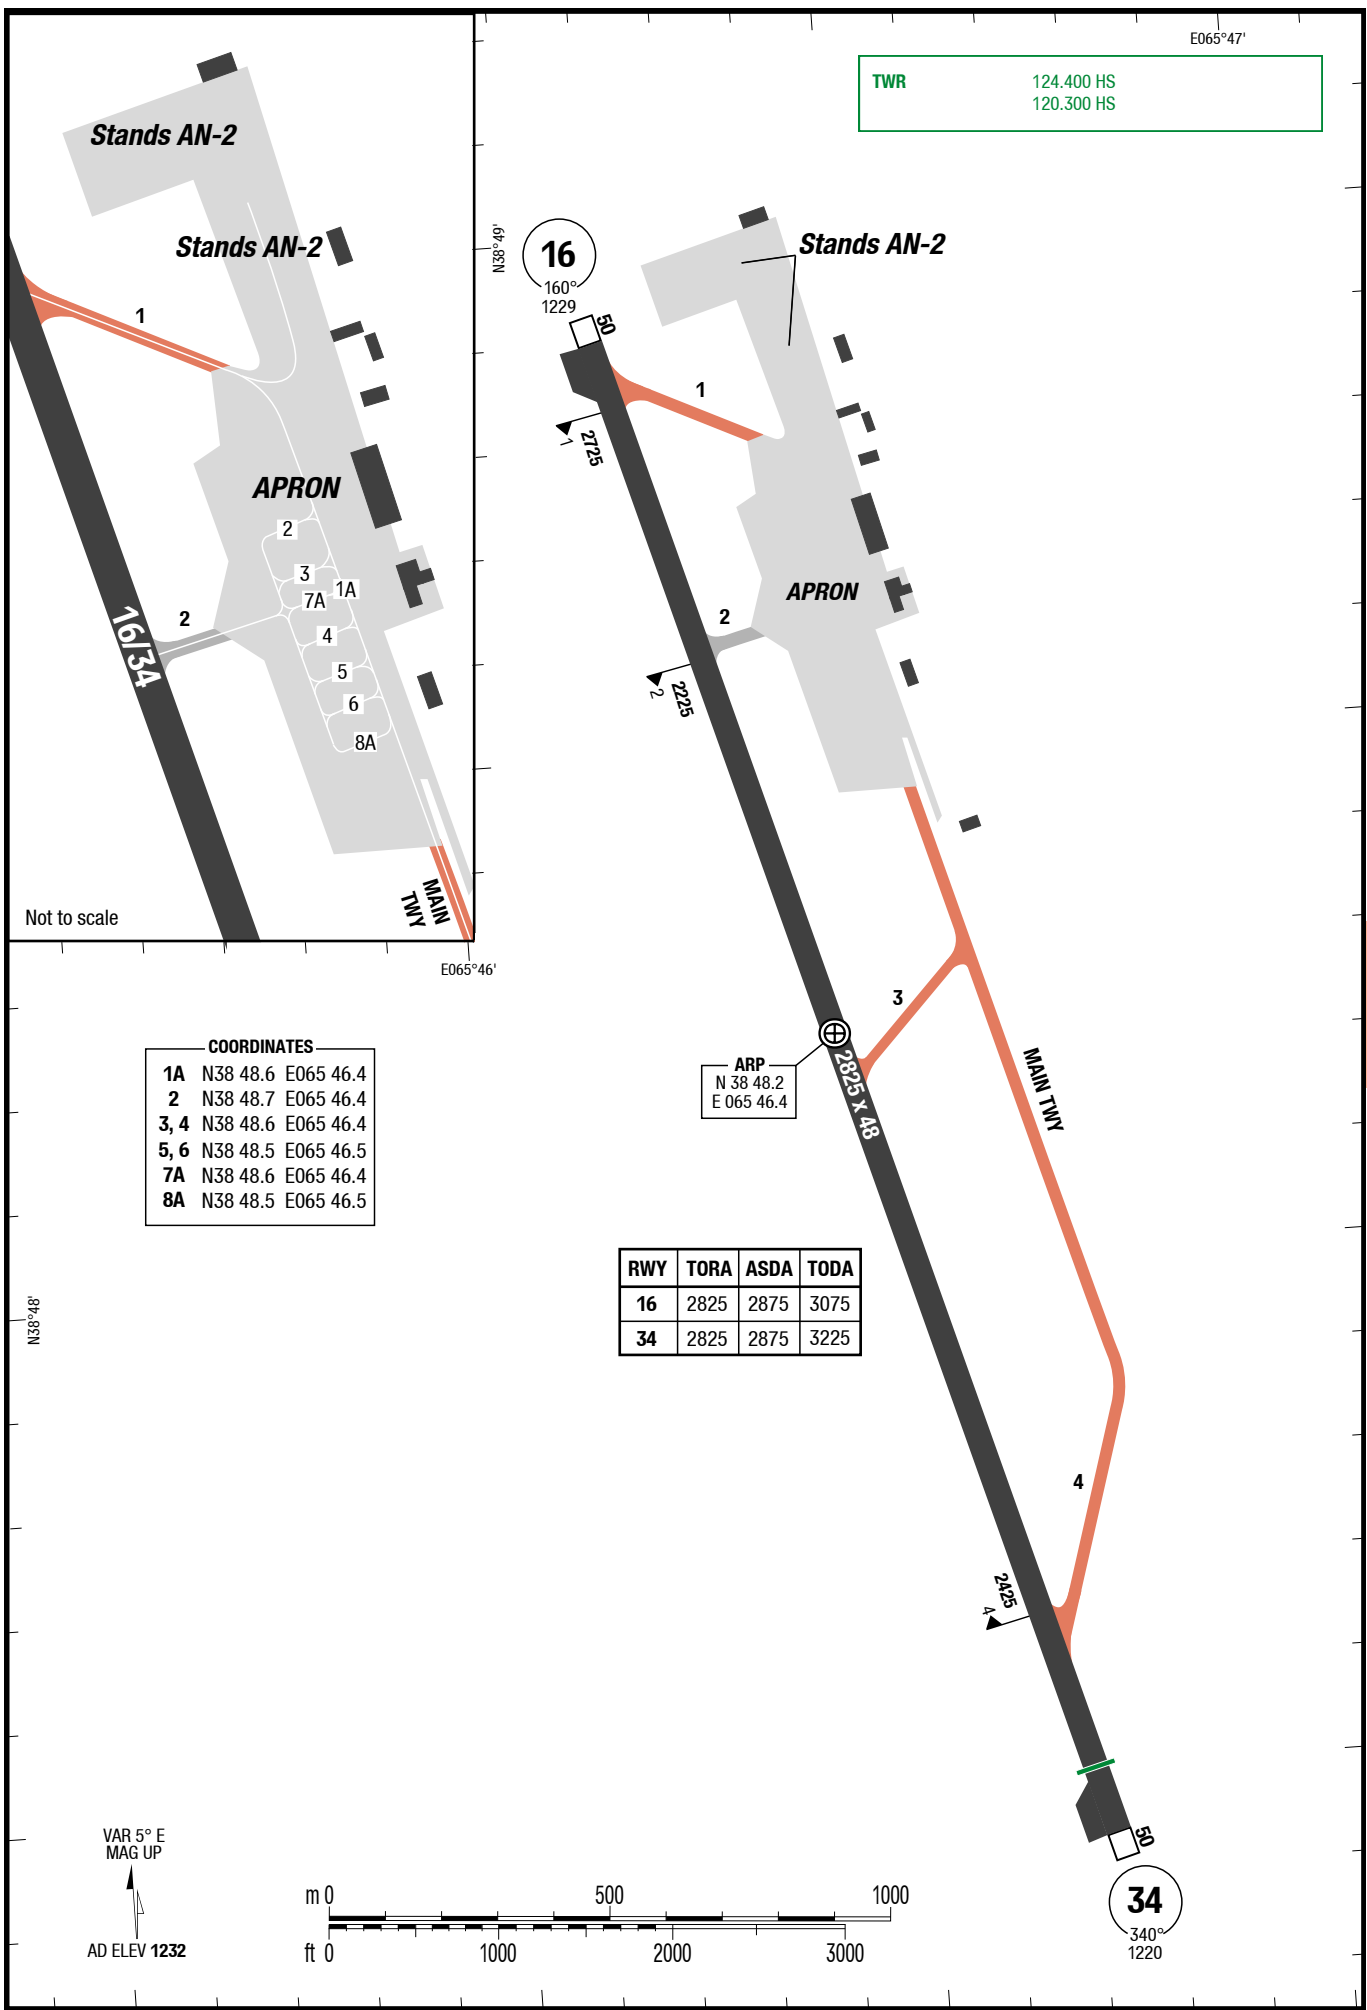 E065°47'
TWR 124.400 HS
120.300 HS
Stands AN-2
Stands AN-2
1
APRON
2
3
1A
7A
4
5
6
8A
2
16/34
MAIN
TWY
Not to scale
E065°46'
N38°49'
16
160°
1229
50
Stands AN-2
1
1
2725
APRON
2
2
2225
3
ARP
N 38 48.2
E 065 46.4
2825 x 48
MAIN TWY
COORDINATES
1A N38 48.6 E065 46.4
2 N38 48.7 E065 46.4
3, 4 N38 48.6 E065 46.4
5, 6 N38 48.5 E065 46.5
7A N38 48.6 E065 46.4
8A N38 48.5 E065 46.5
RWY TORA ASDA TODA
16 2825 2875 3075
34 2825 2875 3225
N38°48'
4
2425
4
50
34
340°
1220
VAR 5° E
MAG UP
AD ELEV 1232
m 0 500 1000
ft 0 1000 2000 3000